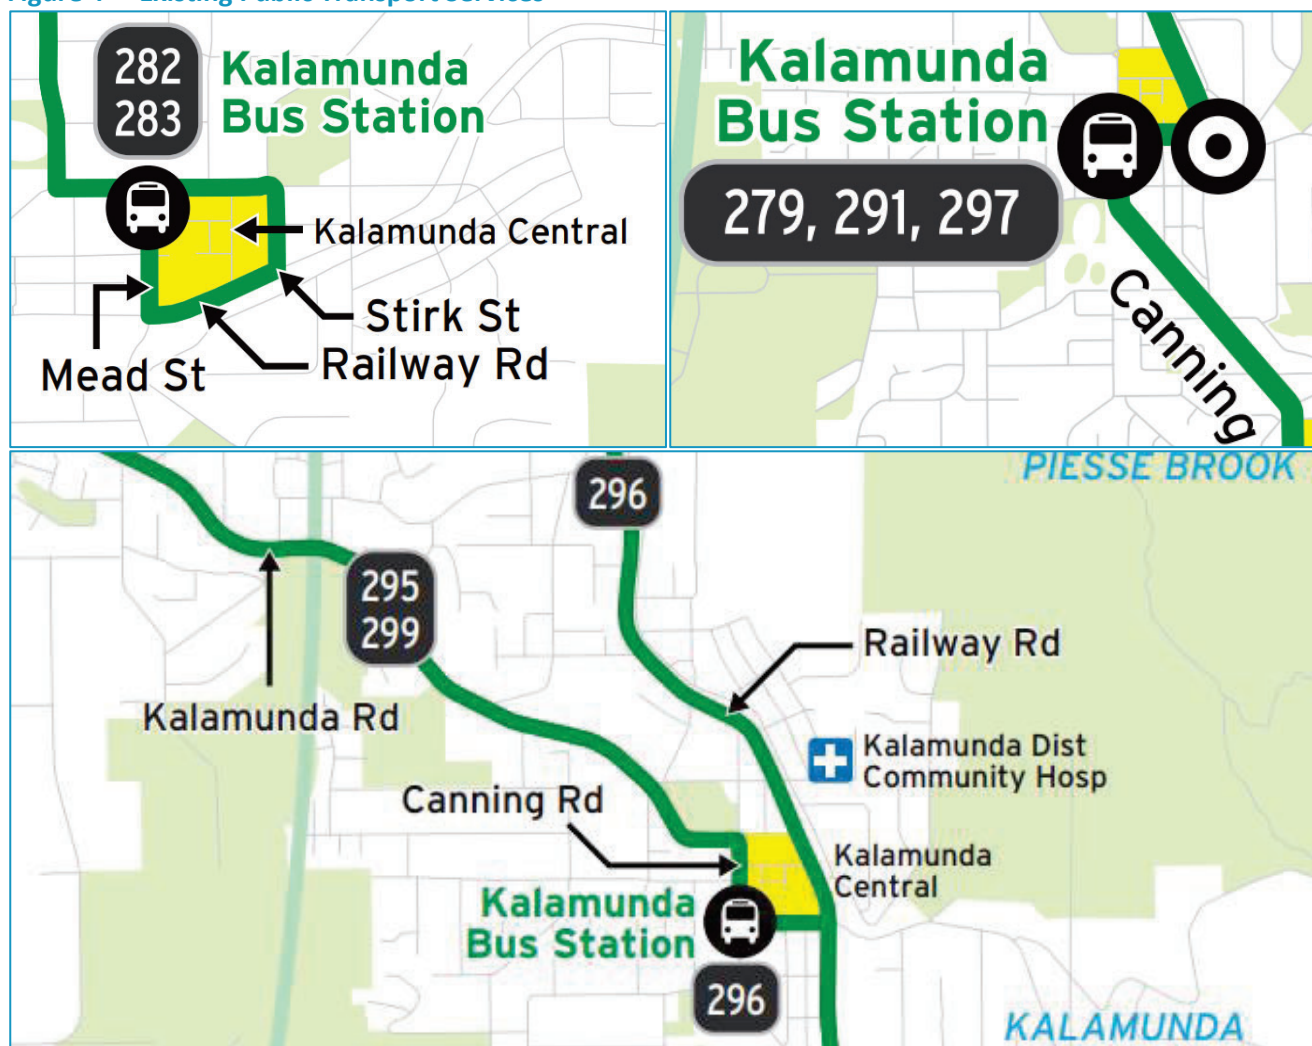 282
283
Kalamunda
Bus Station
Kalamunda Central
Stirk St
Railway Rd
Mead St
Kalamunda
Bus Station
279, 291, 297
Canning
PIESSE BROOK
296
295
299
Railway Rd
Kalamunda Rd
Kalamunda Dist
Community Hosp
Canning Rd
Kalamunda
Central
Kalamunda
Bus Station
296
KALAMUNDA